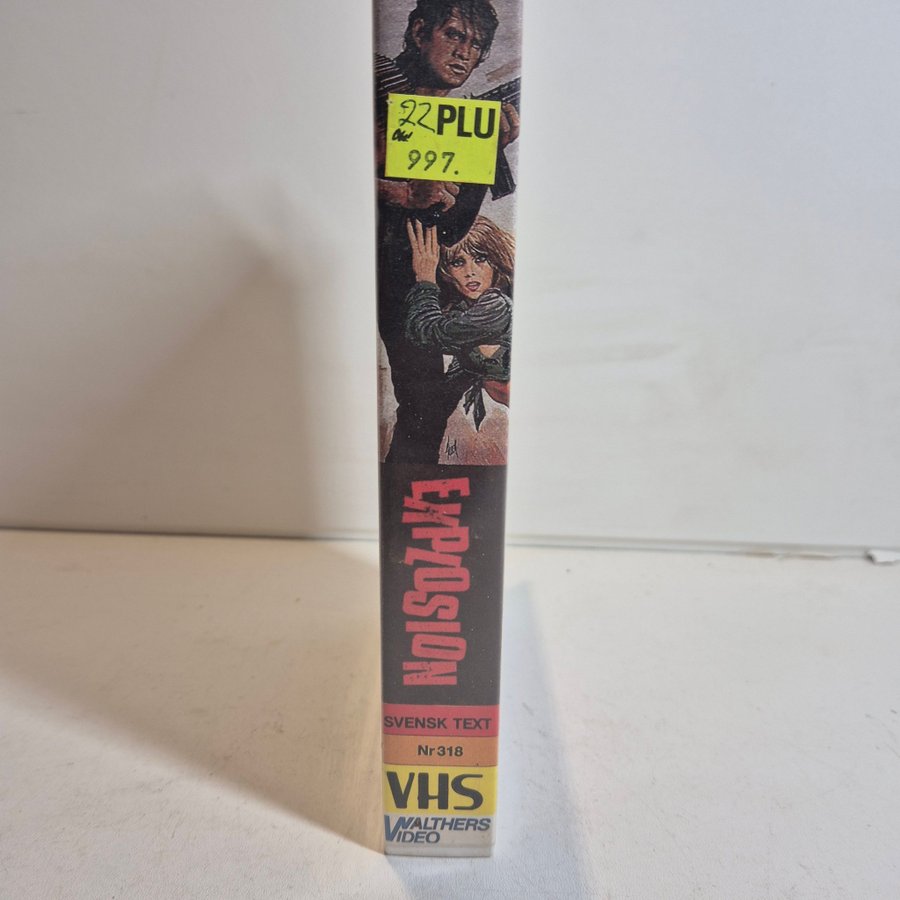 22 PLU
997.
EXPLOSION
SVENSK TEXT
Nr 318
VHS
WALTHERS
VIDEO